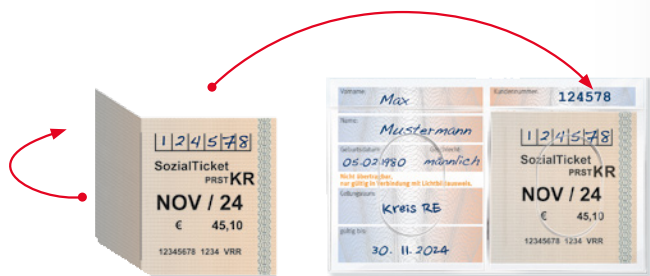 1 2 4 5 7 8
SozialTicket
PRST KR
NOV / 24
€ 45,10
12345678 1234 VRR
Vorname:
Max
Name:
Mustermann
Geburtsdatum
Geschlecht
05.02.1980 männlich
Nicht übertragbar,
nur gültig in Verbindung mit Lichtbildausweis.
Geltungsraum
Kreis RE
gültig bis:
30. 11. 2024
Kundennummer:
124578
1 2 4 5 7 8
SozialTicket
PRST KR
NOV / 24
€ 45,10
12345678 1234 VRR